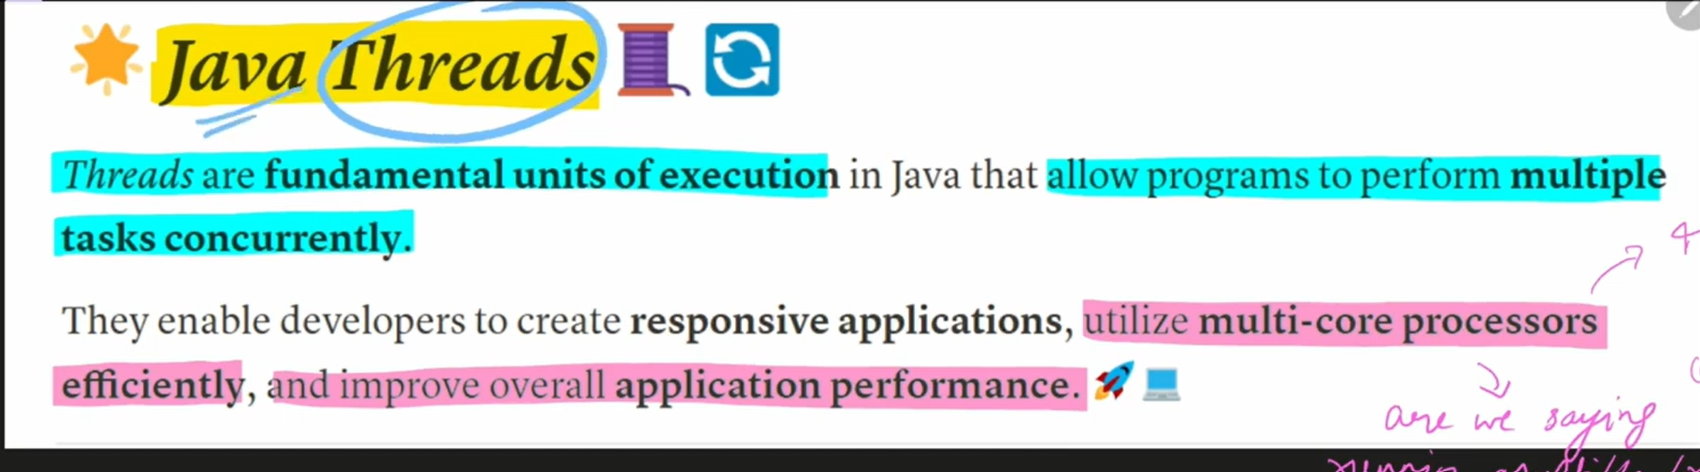 Java Threads
Threads are fundamental units of execution in Java that allow programs to perform multiple
tasks concurrently.
They enable developers to create responsive applications, utilize multi-core processors
efficiently, and improve overall application performance.
are we saying